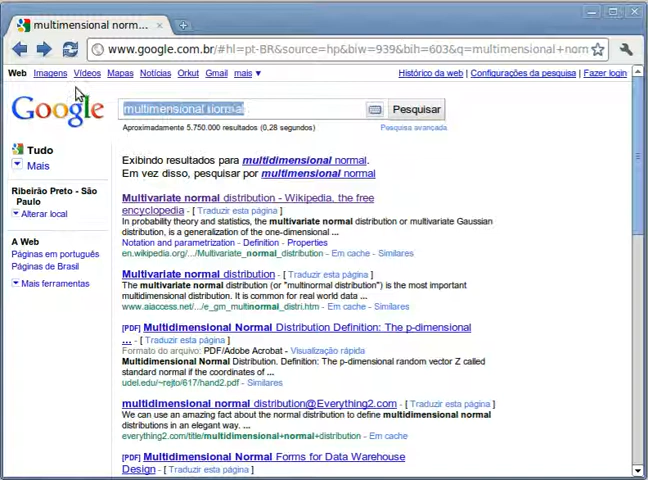 multimensional norm...
www.google.com.br/#hl=pt-BR&source=hp&biw=939&bih=603&q=multimensional+norn
Web Imagens Vídeos Mapas Notícias Orkut Gmail mais ▼
Histórico da web | Configurações da pesquisa | Fazer login
Google
multimensional normal
Pesquisar
Aproximadamente 5.750.000 resultados (0,28 segundos)
Pesquisa avançada
Tudo
Mais
Ribeirão Preto - São
Paulo
Alterar local
A Web
Páginas em português
Páginas de Brasil
Mais ferramentas
Exibindo resultados para multidimensional normal.
Em vez disso, pesquisar por multimensional normal
Multivariate normal distribution - Wikipedia, the free
encyclopedia - [ Traduzir esta página ]
In probability theory and statistics, the multivariate normal distribution or multivariate Gaussian
distribution, is a generalization of the one-dimensional ...
Notation and parametrization - Definition - Properties
en.wikipedia.org/.../Multivariate_normal_distribution - Em cache - Similares
Multivariate normal distribution - [ Traduzir esta página ]
The multivariate normal distribution (or "multinormal distribution") is the most important
multidimensional distribution. It is common for real world data ...
www.aiaccess.net/.../e_gm_multinormal_distri.htm - Em cache - Similares
[PDF] Multidimensional Normal Distribution Definition: The p-dimensional
... - [ Traduzir esta página ]
Formato do arquivo: PDF/Adobe Acrobat - Visualização rápida
Multidimensional Normal Distribution. Definition: The p-dimensional random vector Z called
standard normal if the coordinates of ...
udel.edu/~rejto/617/hand2.pdf - Similares
multidimensional normal distribution@Everything2.com - [ Traduzir esta página ]
We can use an amazing fact about the normal distribution to define multidimensional normal
distributions in an elegant way. ...
everything2.com/title/multidimensional+normal+distribution - Em cache
[PDF] Multidimensional Normal Forms for Data Warehouse
Design - [ Traduzir esta página ]